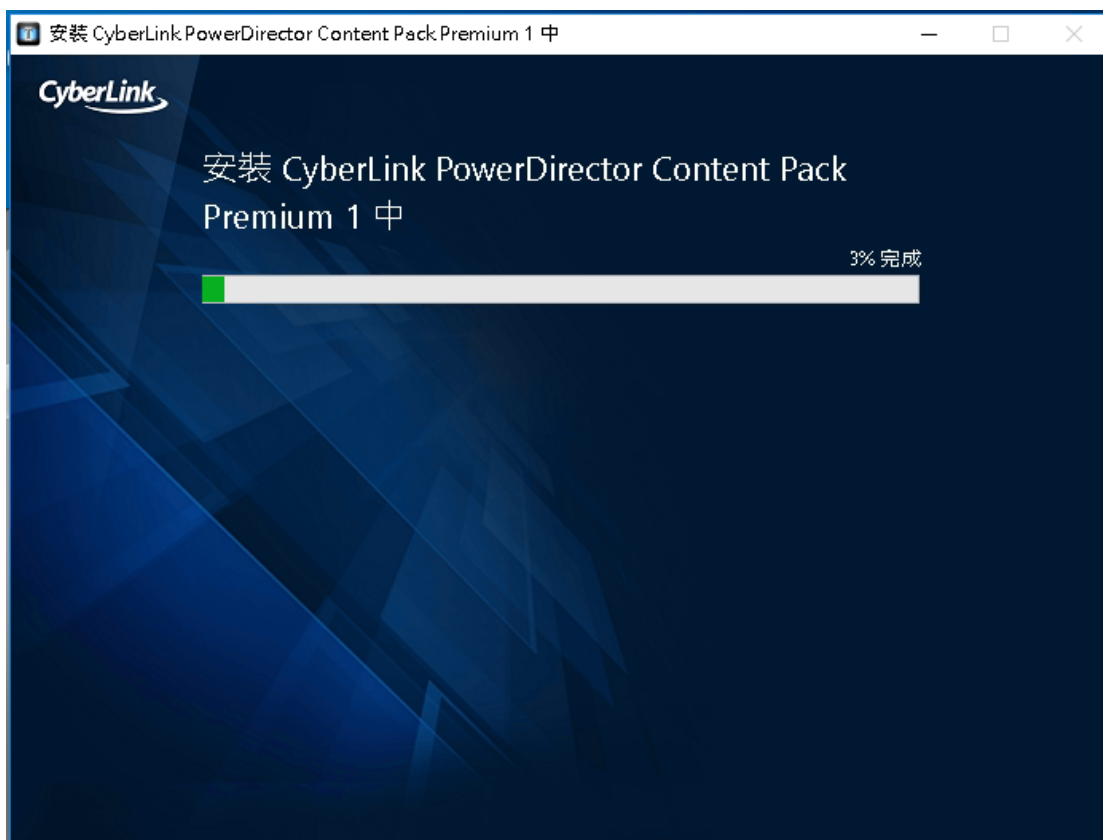 安裝 CyberLink PowerDirector Content Pack Premium 1 中
CyberLink
安裝 CyberLink PowerDirector Content Pack
Premium 1 中
3% 完成